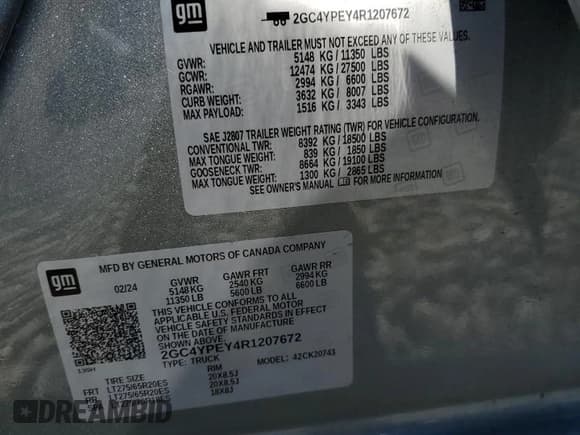 gm
2GC4YPEY4R1207672
VEHICLE AND TRAILER MUST NOT EXCEED ANY OF THESE VALUES
GVWR: 5148 KG / 11350 LBS
GCWR: 12474 KG / 27500 LBS
RGAWR: 2994 KG / 6600 LBS
CURB WEIGHT: 3632 KG / 8007 LBS
MAX PAYLOAD: 1516 KG / 3343 LBS
SAE J2807 TRAILER WEIGHT RATING (TWR) FOR VEHICLE CONFIGURATION.
CONVENTIONAL TWR: 8392 KG / 18500 LBS
MAX TONGUE WEIGHT: 839 KG / 1850 LBS
GOOSENECK TWR: 8664 KG / 19100 LBS
MAX TONGUE WEIGHT: 1300 KG / 2865 LBS
SEE OWNER'S MANUAL FOR MORE INFORMATION
gm
MFD BY GENERAL MOTORS OF CANADA COMPANY
02/24 GVWR GAWR FRT GAWR RR
5148 KG 2540 KG 2994 KG
11350 LB 5600 LB 6600 LB
THIS VEHICLE CONFORMS TO ALL
APPLICABLE U.S. FEDERAL MOTOR
VEHICLE SAFETY STANDARDS IN
EFFECT ON THE DATE OF MANUFACTURE
SHOWN ABOVE.
2GC4YPEY4R1207672
TYPE: TRUCK MODEL: 42CK20743
TIRE SIZE RIM
FRT LT275/65R20ES 20X8.5J
RR LT275/65R20ES 20X8.5J
18X8J
DREAMBID